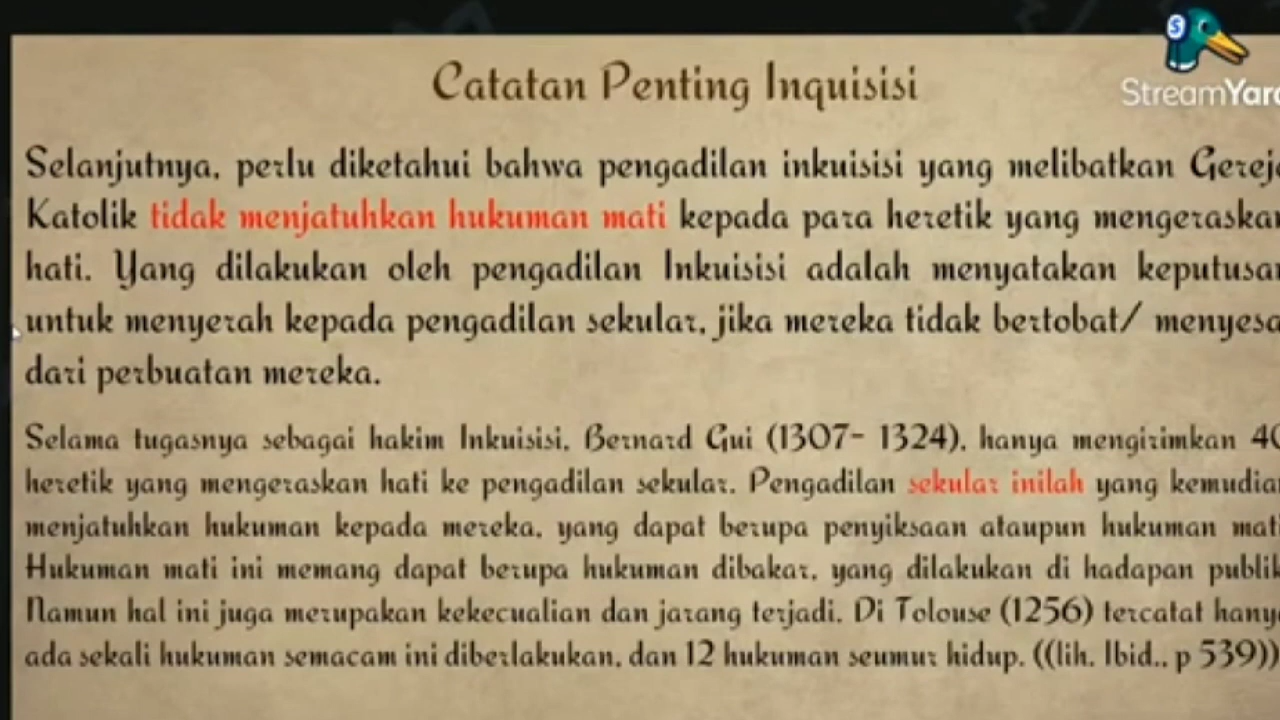 Catatan Penting Inquisisi
StreamYard
Selanjutnya, perlu diketahui bahwa pengadilan inkuisisi yang melibatkan Gereja
Katolik tidak menjatuhkan hukuman mati kepada para heretik yang mengeraskan
hati. Yang dilakukan oleh pengadilan Inkuisisi adalah menyatakan keputusan
untuk menyerah kepada pengadilan sekular, jika mereka tidak bertobat/ menyesa
dari perbuatan mereka.
Selama tugasnya sebagai hakim Inkuisisi, Bernard Gui (1307- 1324), hanya mengirimkan 40
heretik yang mengeraskan hati ke pengadilan sekular. Pengadilan sekular inilah yang kemudian
menjatuhkan hukuman kepada mereka, yang dapat berupa penyiksaan ataupun hukuman mati
Hukuman mati ini memang dapat berupa hukuman dibakar, yang dilakukan di hadapan publik
Namun hal ini juga merupakan kekecualian dan jarang terjadi. Di Tolouse (1256) tercatat hanya
ada sekali hukuman semacam ini diberlakukan, dan 12 hukuman seumur hidup. ((lih. Ibid., p 539))